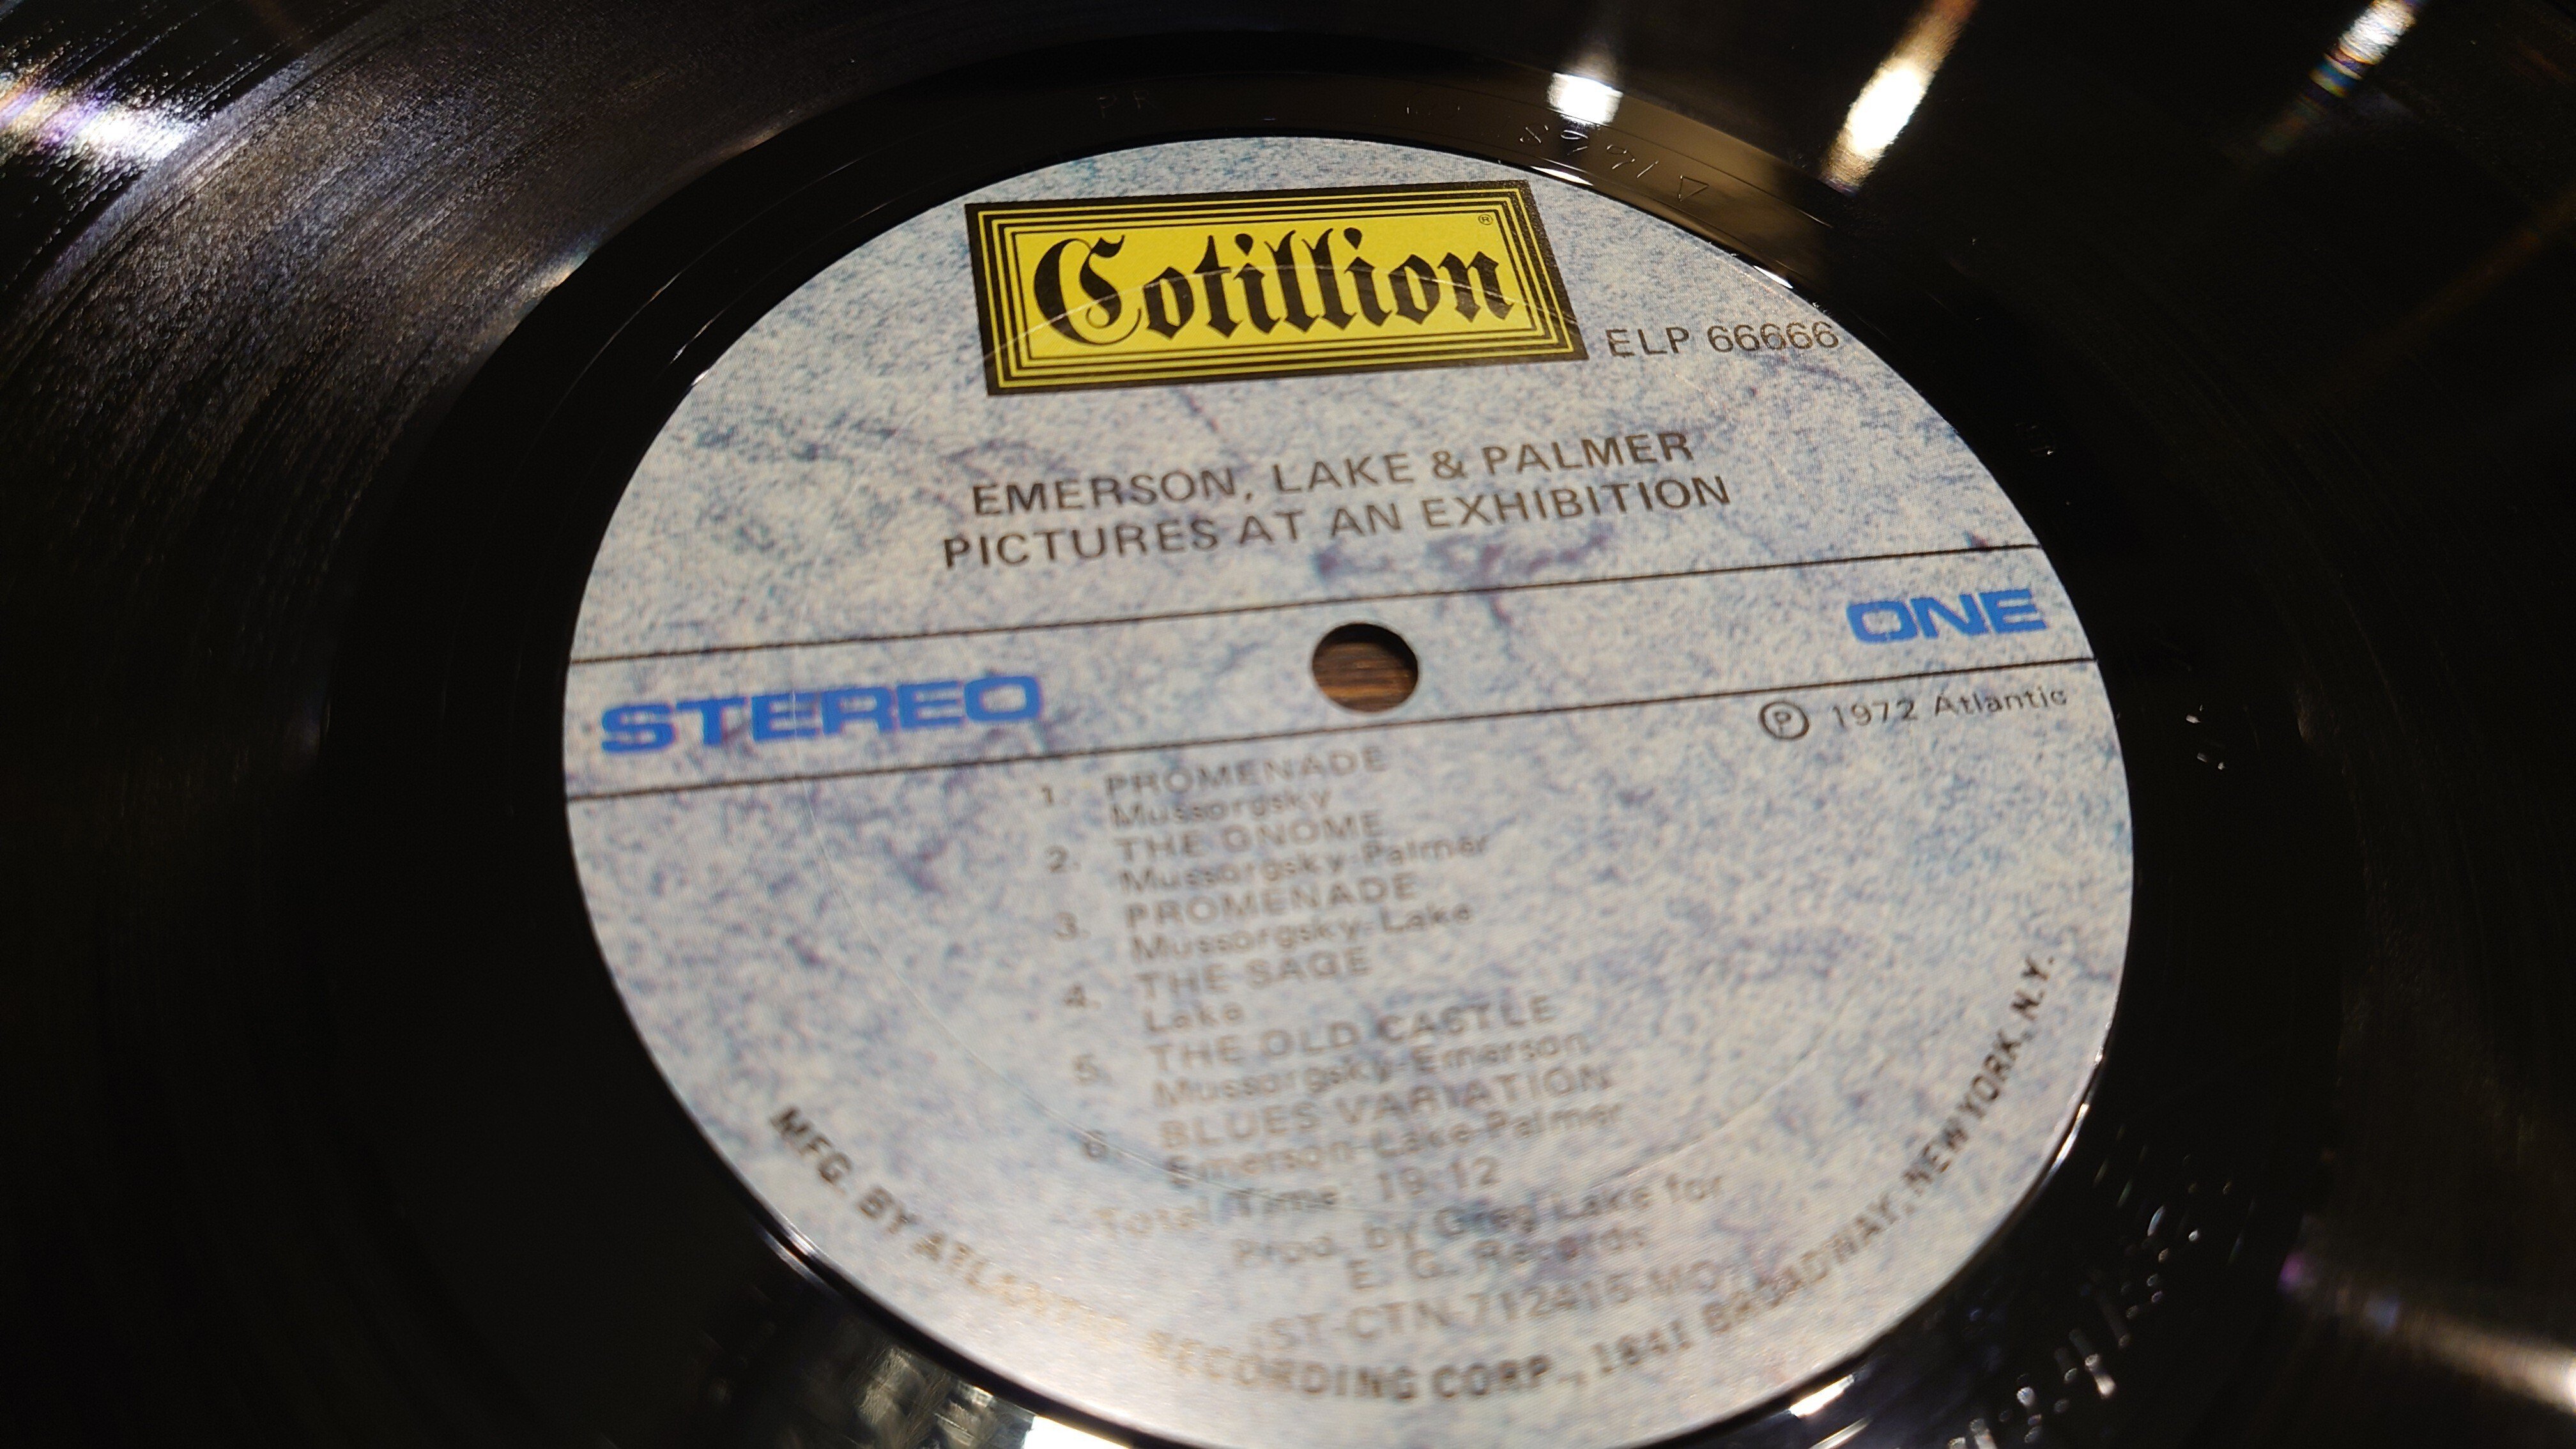 PR
Cotillion®
ELP 66666
EMERSON, LAKE & PALMER
PICTURES AT AN EXHIBITION
STEREO
ONE
Ⓟ 1972 Atlantic
1. PROMENADE
Mussorgsky
2. THE GNOME
Mussorgsky-Palmer
3. PROMENADE
Mussorgsky-Lake
4. THE SAGE
Lake
5. THE OLD CASTLE
Mussorgsky-Emerson
6. BLUES VARIATION
Emerson-Lake-Palmer
Total Time: 19:12
Prod. by Greg Lake for
E. G. Records
MFG. BY ATLANTIC RECORDING CORP., 1841 BROADWAY, NEW YORK, N.Y.